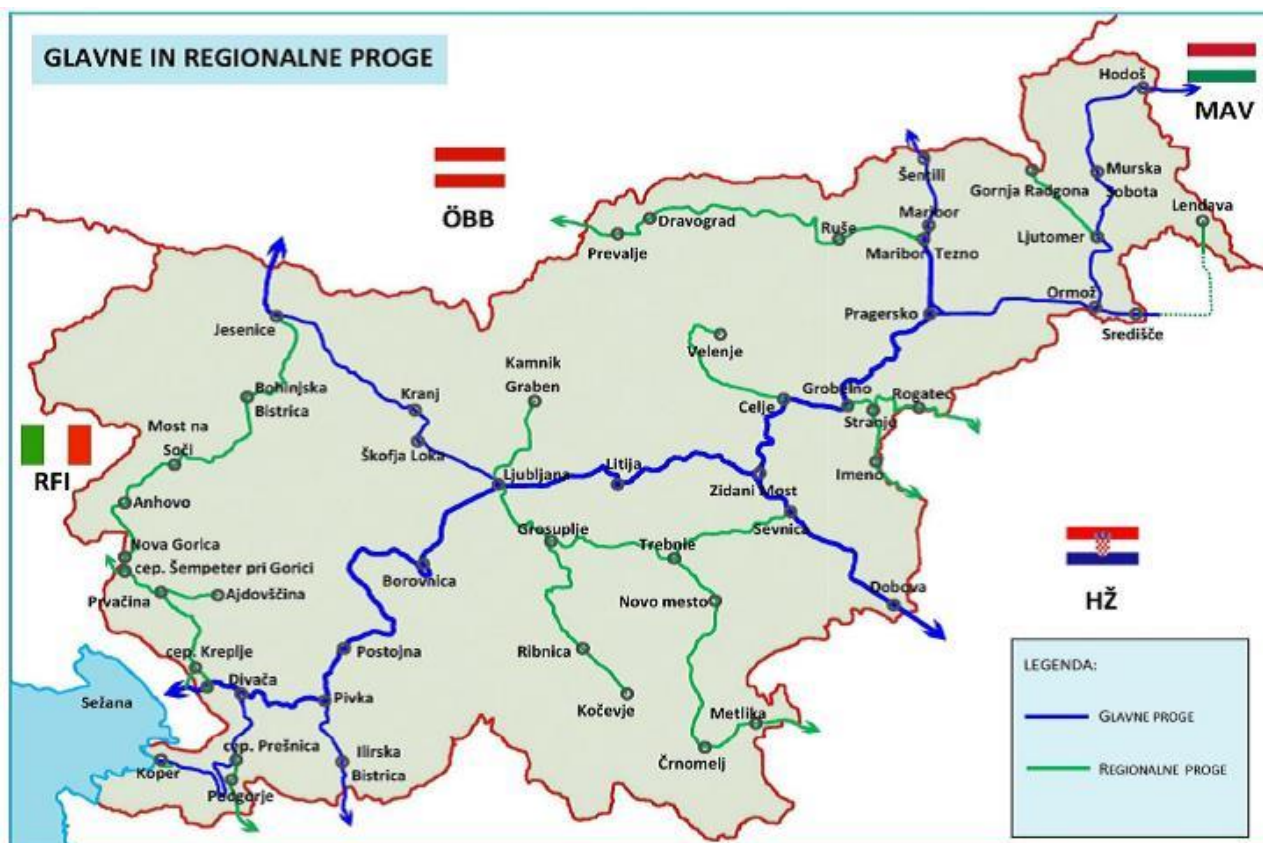 GLAVNE IN REGIONALNE PROGE
Hodoš
MAV
ÖBB
Šentilj
Gornja Radgona
Murska
Sobota
Lendava
Dravograd
Maribor
Ruše
Prevalje
Maribor Tezno
Ljutomer
Ormož
Jesenice
Pragersko
Središče
Velenje
Kamnik
Graben
Bohinjska
Bistrica
Kranj
Celje
Grobelno
Rogatec
Stranje
Most na
Soči
Škofja Loka
RFI
Ljubljana
Litija
Zidani Most
Imeno
Anhovo
Sevnica
Grosuplje
Trebnje
Nova Gorica
cep. Šempeter pri Gorici
Borovnica
Dobova
Prvačina
Ajdovščina
Novo mesto
HŽ
cep. Kreplje
Postojna
Ribnica
Divača
Pivka
Sežana
Kočevje
Metlika
cep. Prešnica
Ilirska
Bistrica
Koper
Podgorje
Črnomelj
LEGENDA:
GLAVNE PROGE
REGIONALNE PROGE